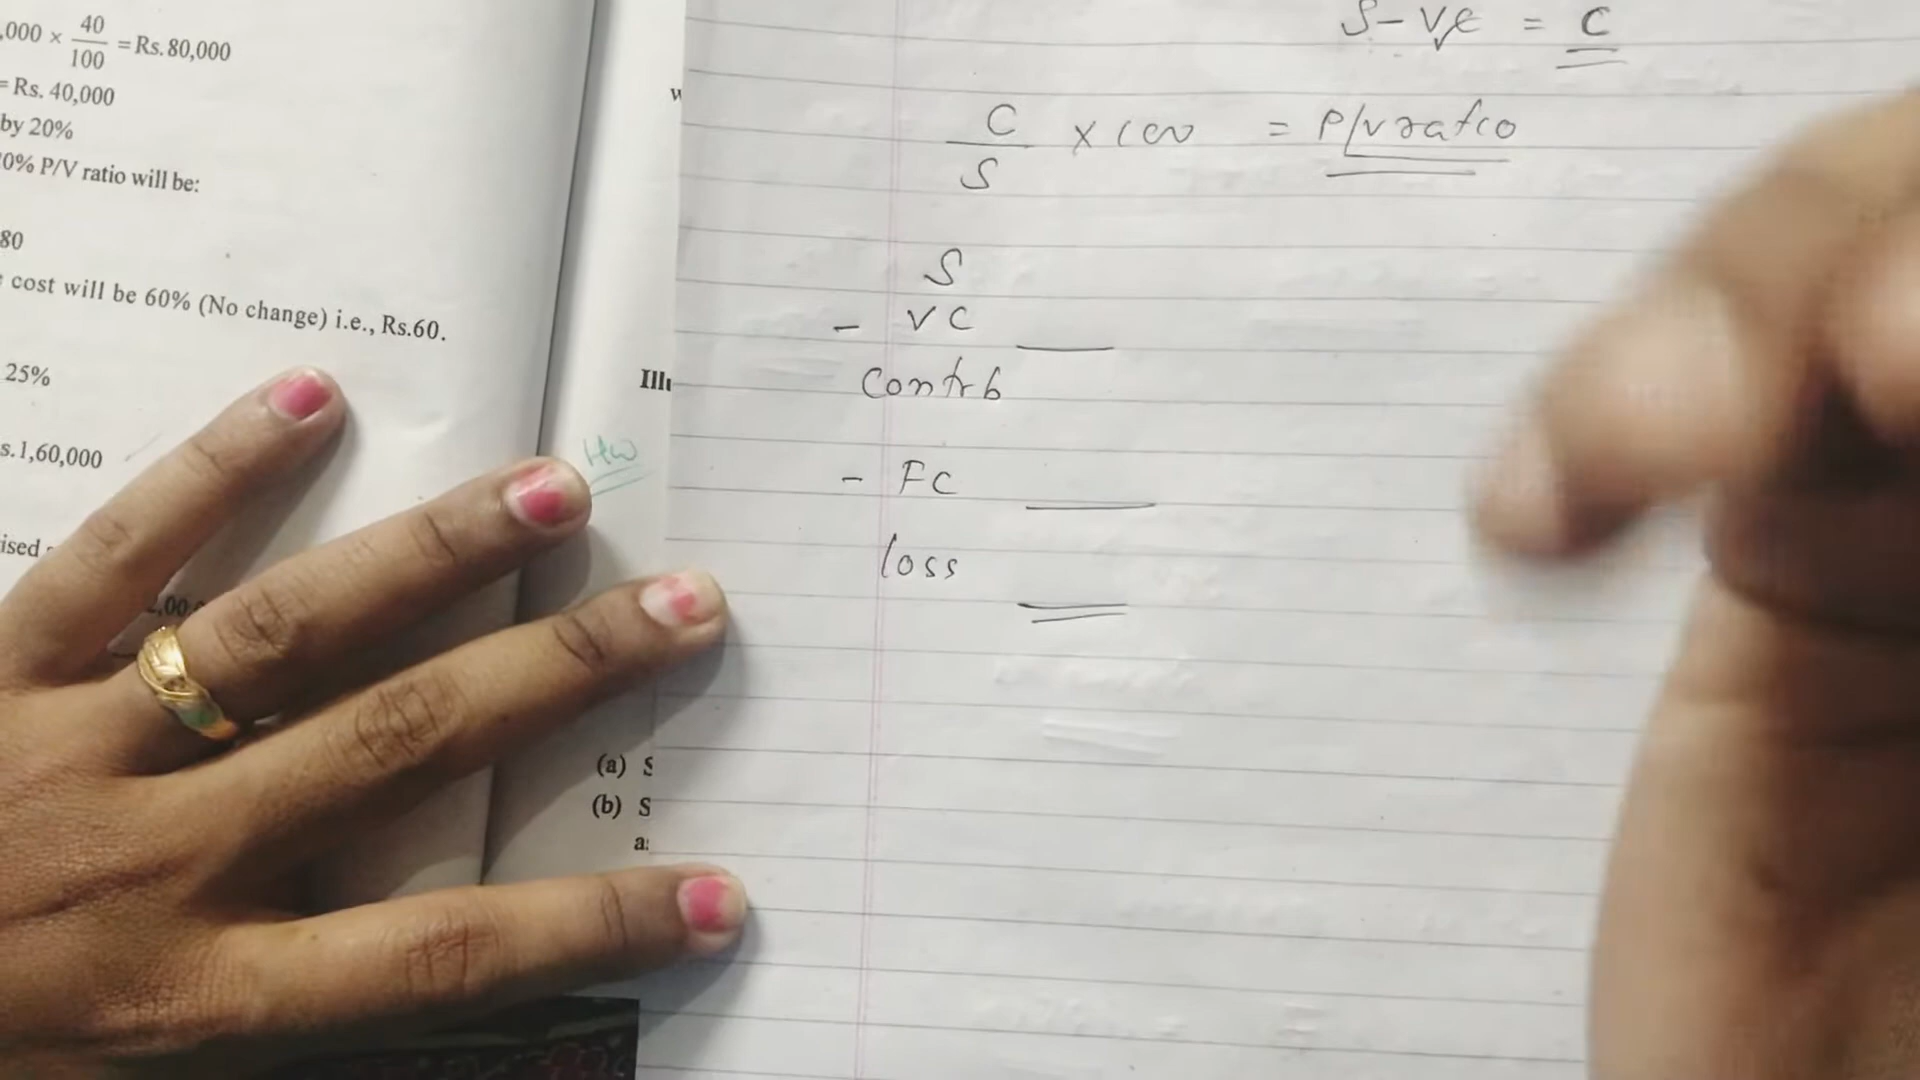 ,000 × 40/100 = Rs. 80,000
= Rs. 40,000
by 20%
0% P/V ratio will be:
80
cost will be 60% (No change) i.e., Rs.60.
25%
s. 1,60,000
ised
HW
(a) S
(b) S
S - VC = C
C/S × 100 = P/V ratio
S
- VC
Contrb
- FC
loss